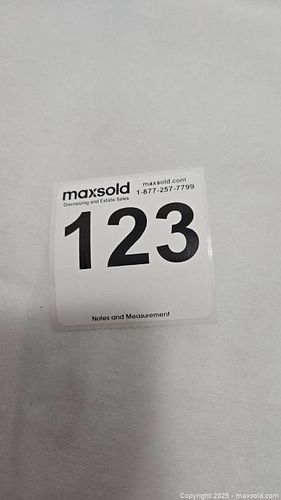 maxsold
Downsizing and Estate Sales
maxsold.com
1-877-257-7799
123
Notes and Measurement
Copyright 2025 - maxsold.com